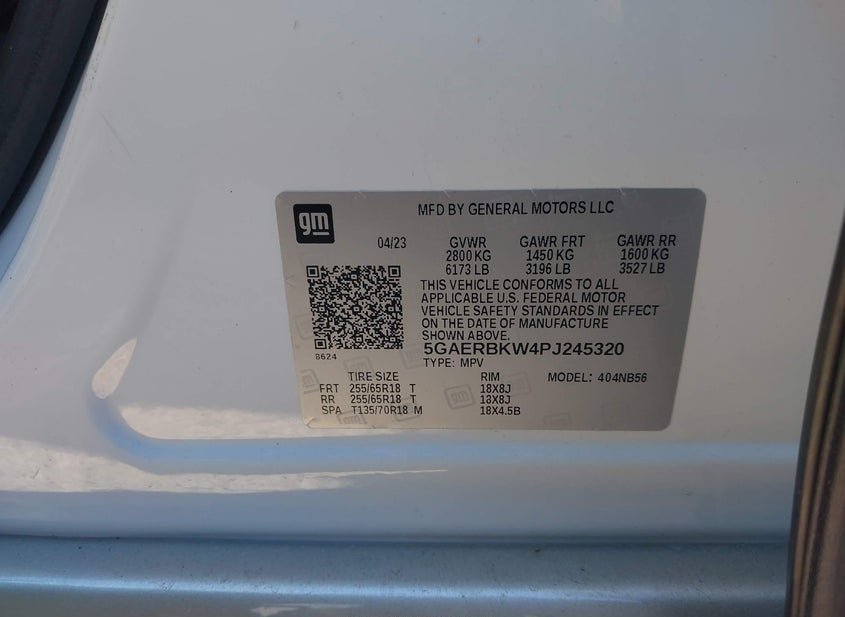 gm
MFD BY GENERAL MOTORS LLC
04/23 GVWR GAWR FRT GAWR RR
2800 KG 1450 KG 1600 KG
6173 LB 3196 LB 3527 LB
THIS VEHICLE CONFORMS TO ALL
APPLICABLE U.S. FEDERAL MOTOR
VEHICLE SAFETY STANDARDS IN EFFECT
ON THE DATE OF MANUFACTURE
SHOWN ABOVE.
8624
5GAERBKW4PJ245320
TYPE: MPV MODEL: 404NB56
TIRE SIZE RIM
FRT 255/65R18 T 18X8J
RR 255/65R18 T 18X8J
SPA T135/70R18 M 18X4.5B